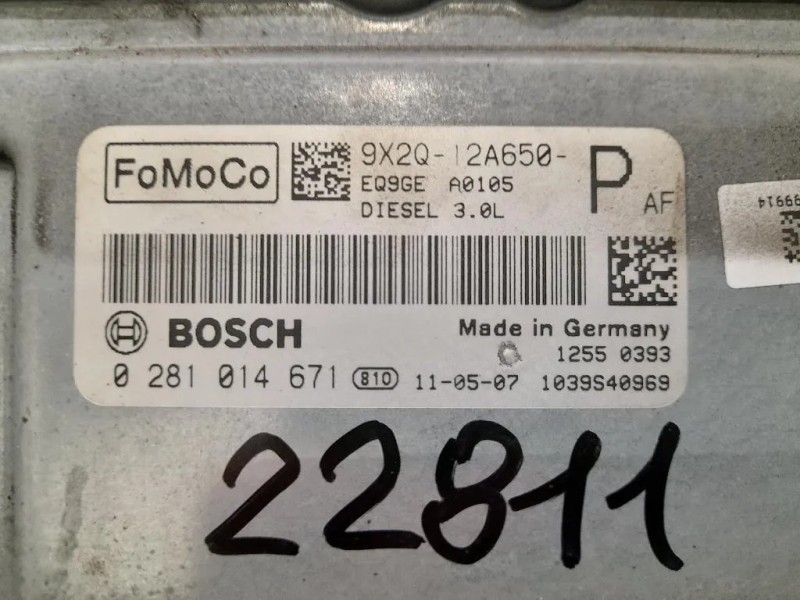 FoMoCo 9X2Q-12A650- P AF
EQ9GE A0105
DIESEL 3.0L
BOSCH Made in Germany
1255 0393
0 281 014 671 810 11-05-07 1039S40969
22811
99914